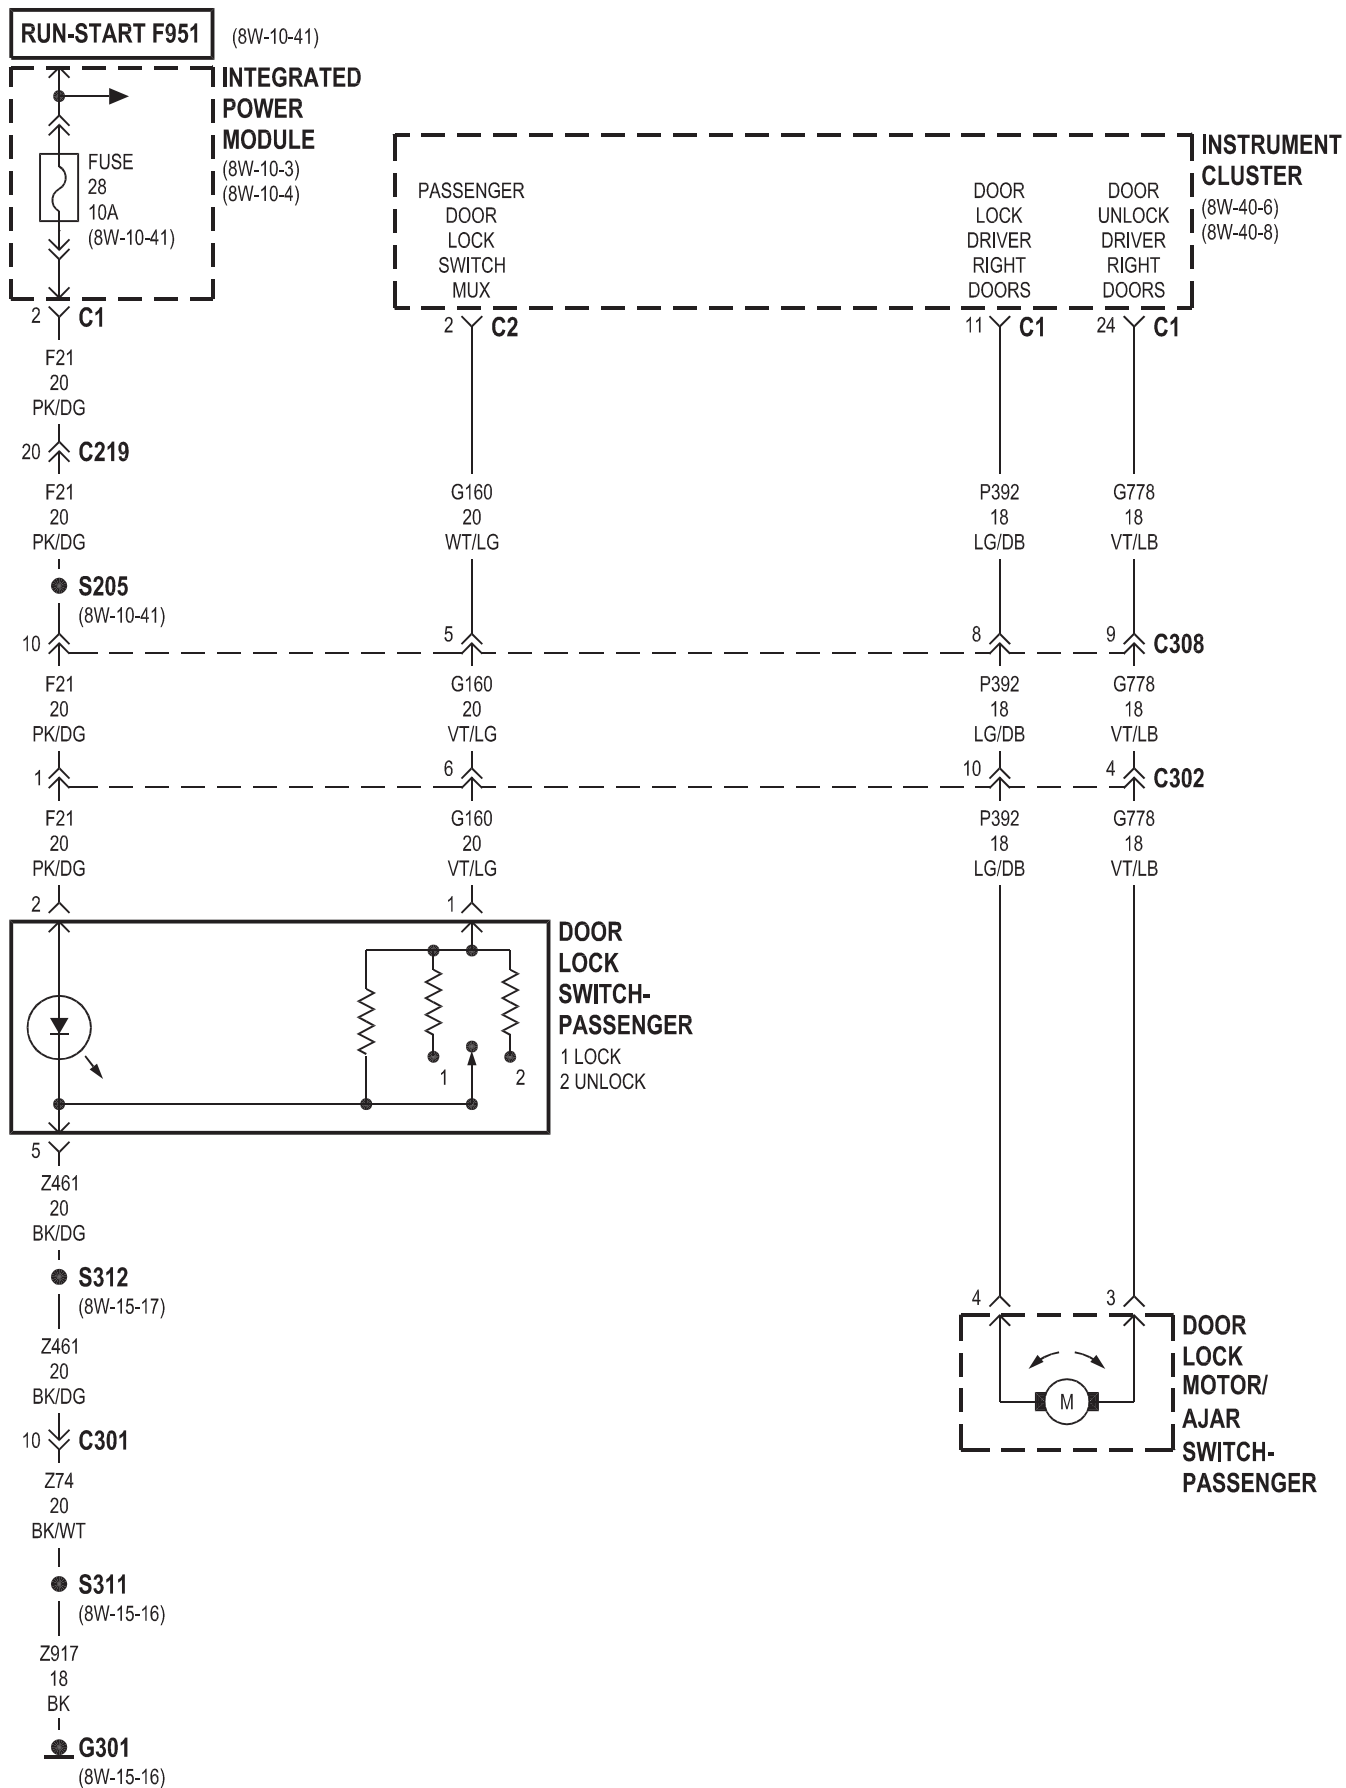 RUN-START F951 (8W-10-41)
INTEGRATED
POWER
MODULE
(8W-10-3)
(8W-10-4)
FUSE
28
10A
(8W-10-41)
INSTRUMENT
CLUSTER
(8W-40-6)
(8W-40-8)
PASSENGER
DOOR
LOCK
SWITCH
MUX
DOOR
LOCK
DRIVER
RIGHT
DOORS
DOOR
UNLOCK
DRIVER
RIGHT
DOORS
2 C1
2 C2
11 C1
24 C1
F21
20
PK/DG
20 C219
F21
20
PK/DG
G160
20
WT/LG
P392
18
LG/DB
G778
18
VT/LB
S205
(8W-10-41)
10 5 8 9 C308
F21
20
PK/DG
G160
20
VT/LG
P392
18
LG/DB
G778
18
VT/LB
1 6 10 4 C302
F21
20
PK/DG
G160
20
VT/LG
P392
18
LG/DB
G778
18
VT/LB
2 1
DOOR
LOCK
SWITCH-
PASSENGER
1 LOCK
2 UNLOCK
1 2
5
Z461
20
BK/DG
S312
(8W-15-17)
Z461
20
BK/DG
10 C301
Z74
20
BK/WT
S311
(8W-15-16)
Z917
18
BK
G301
(8W-15-16)
4 3
M
DOOR
LOCK
MOTOR/
AJAR
SWITCH-
PASSENGER